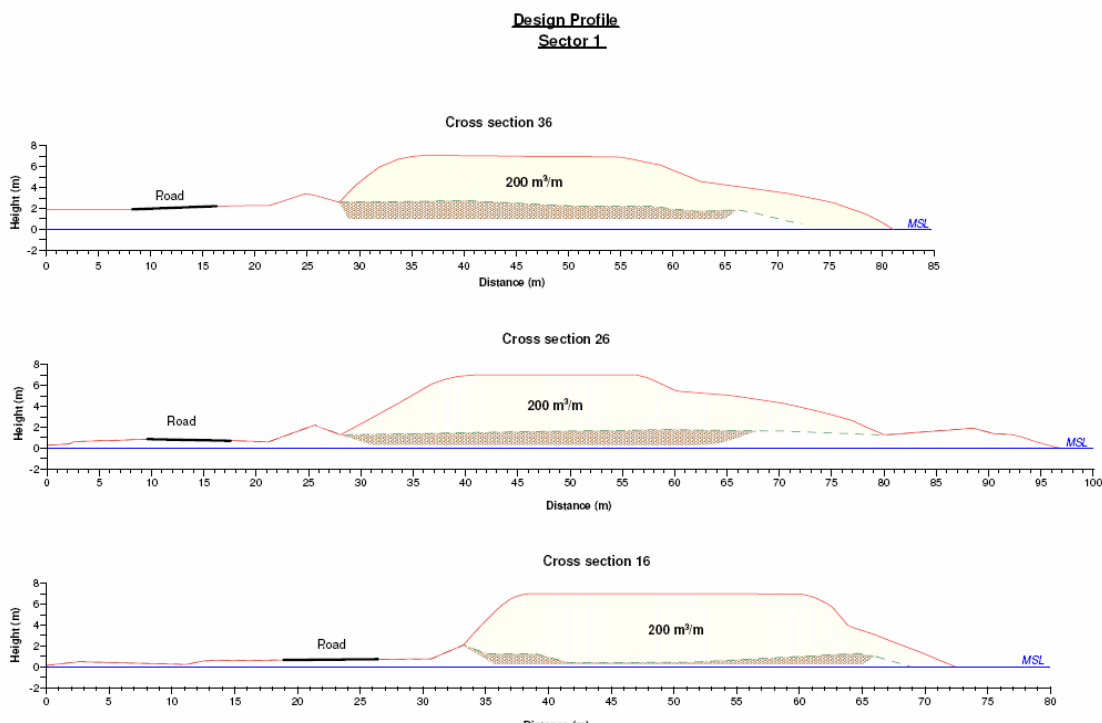 Design Profile
Sector 1
Cross section 36
Height (m)
8
6
4
2
0
-2
Road
200 m³/m
MSL
0 5 10 15 20 25 30 35 40 45 50 55 60 65 70 75 80 85
Distance (m)
Cross section 26
Height (m)
8
6
4
2
0
-2
Road
200 m³/m
MSL
0 5 10 15 20 25 30 35 40 45 50 55 60 65 70 75 80 85 90 95 100
Distance (m)
Cross section 16
Height (m)
8
6
4
2
0
-2
Road
200 m³/m
MSL
0 5 10 15 20 25 30 35 40 45 50 55 60 65 70 75 80
Distance (m)